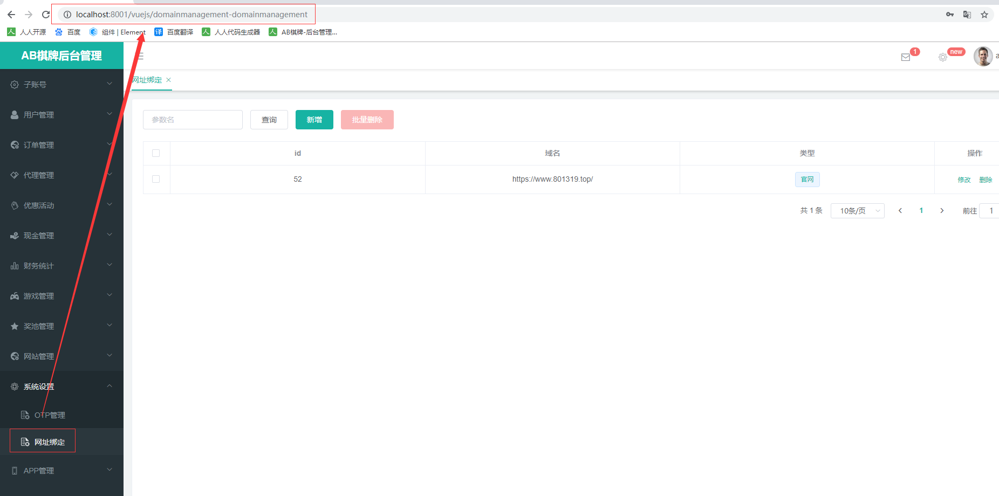 localhost:8001/vuejs/domainmanagement-domainmanagement
人人开源 百度 组件 | Element 百度翻译 人人代码生成器 AB棋牌-后台管理...
AB棋牌后台管理
1
new
a
网址绑定
子账号
用户管理
订单管理
代理管理
优惠活动
现金管理
财务统计
游戏管理
奖池管理
网站管理
系统设置
OTP管理
网址绑定
APP管理
参数名 查询 新增 批量删除
id 域名 类型 操作
52 https://www.801319.top/ 官网 修改 删除
共 1 条 10条/页 1 前往 1